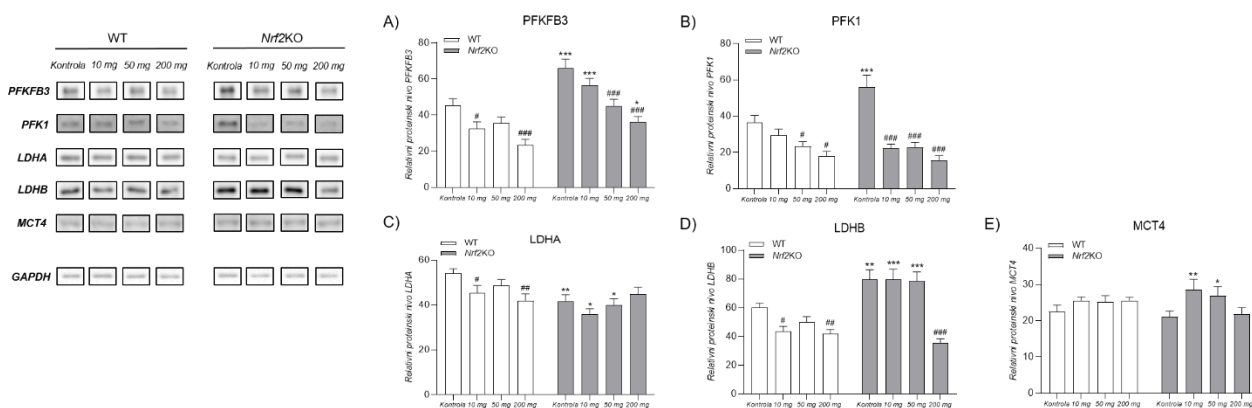 WT Nrf2KO
Kontrola 10 mg 50 mg 200 mg Kontrola 10 mg 50 mg 200 mg
PFKFB3
PFK1
LDHA
LDHB
MCT4
GAPDH
A) PFKFB3
WT
Nrf2KO
Relativni proteinski nivo PFKFB3
80
60
40
20
0
# ### *** *** ### * ###
Kontrola 10 mg 50 mg 200 mg Kontrola 10 mg 50 mg 200 mg
B) PFK1
WT
Nrf2KO
Relativni proteinski nivo PFK1
80
60
40
20
0
# # *** ### ### ###
Kontrola 10 mg 50 mg 200 mg Kontrola 10 mg 50 mg 200 mg
C) LDHA
WT
Nrf2KO
Relativni proteinski nivo LDHA
60
40
20
0
# ## ** * *
Kontrola 10 mg 50 mg 200 mg Kontrola 10 mg 50 mg 200 mg
D) LDHB
WT
Nrf2KO
Relativni proteinski nivo LDHB
100
80
60
40
20
0
# ## ** *** *** ###
Kontrola 10 mg 50 mg 200 mg Kontrola 10 mg 50 mg 200 mg
E) MCT4
WT
Nrf2KO
Relativni proteinski nivo MCT4
40
30
20
10
0
** *
Kontrola 10 mg 50 mg 200 mg Kontrola 10 mg 50 mg 200 mg